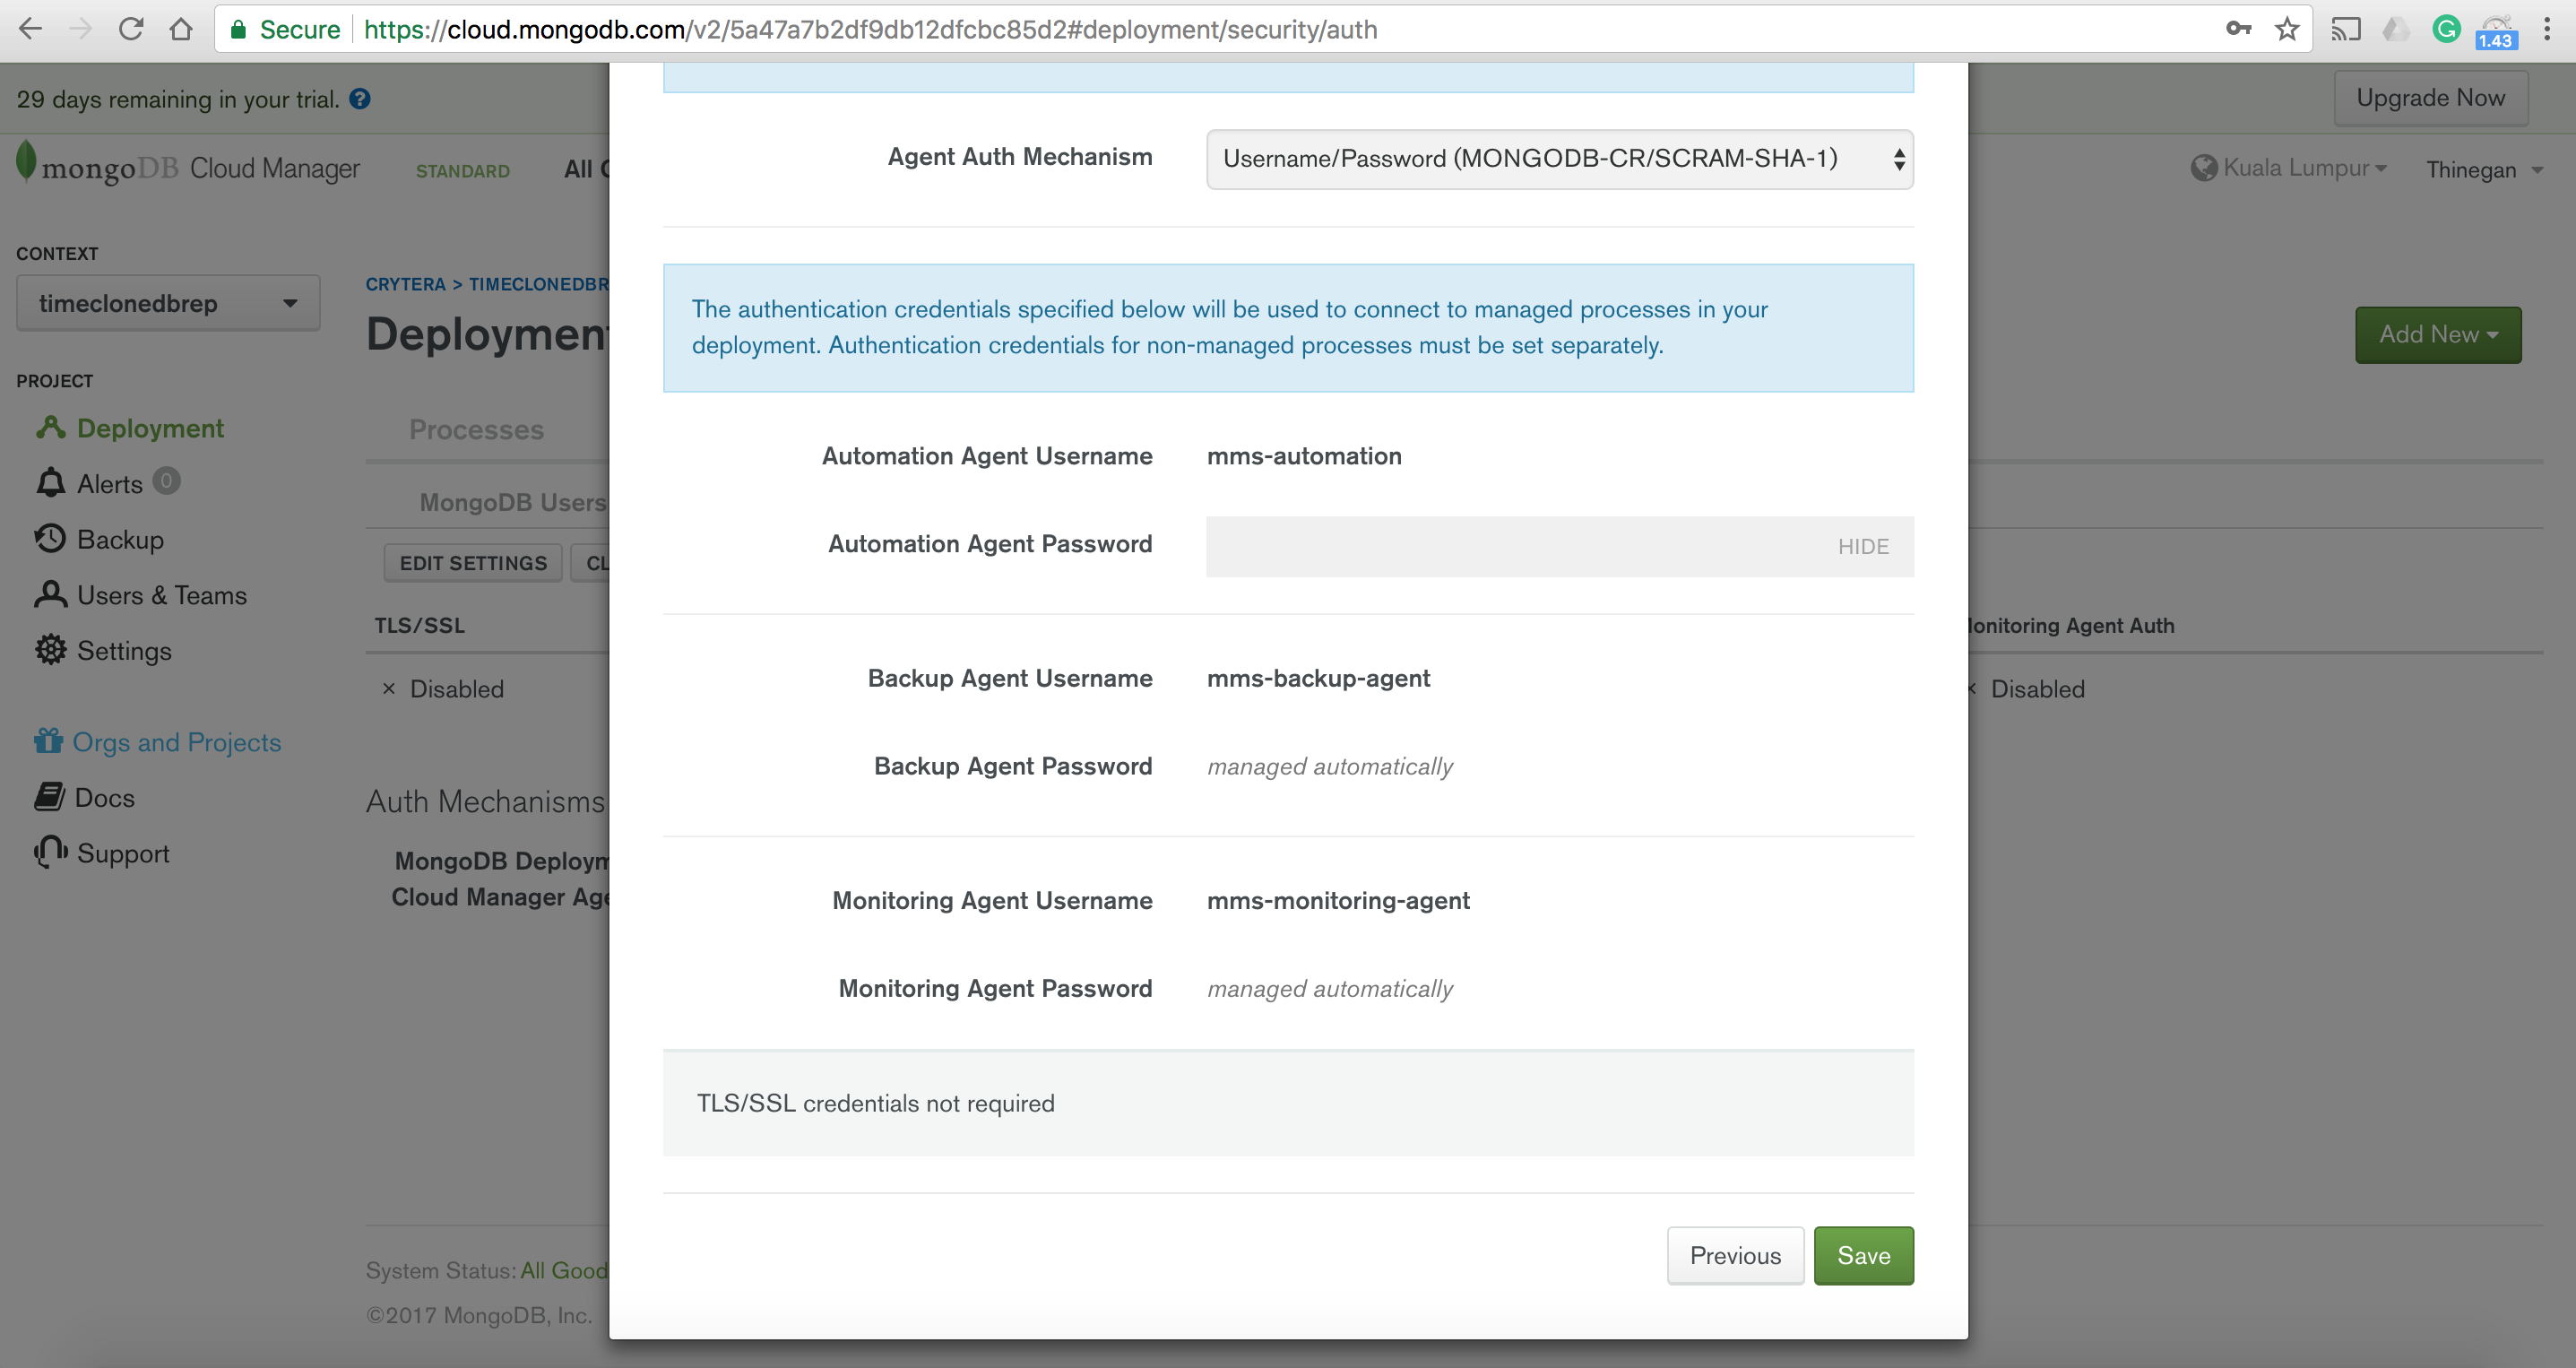 Secure https://cloud.mongodb.com/v2/5a47a7b2df9db12dfcbc85d2#deployment/security/auth
1.43
29 days remaining in your trial. ?
Upgrade Now
mongoDB Cloud Manager STANDARD All
Kuala Lumpur Thinegan
CONTEXT
timeclonedbrep
PROJECT
Deployment
Alerts 0
Backup
Users & Teams
Settings
Orgs and Projects
Docs
Support
CRYTERA > TIMECLONEDBR
Deploymen
Add New
Processes
MongoDB Users
EDIT SETTINGS CL
TLS/SSL
× Disabled
onitoring Agent Auth
× Disabled
Auth Mechanisms
MongoDB Deploym
Cloud Manager Age
System Status: All Good
©2017 MongoDB, Inc.
Agent Auth Mechanism Username/Password (MONGODB-CR/SCRAM-SHA-1)
The authentication credentials specified below will be used to connect to managed processes in your
deployment. Authentication credentials for non-managed processes must be set separately.
Automation Agent Username mms-automation
Automation Agent Password HIDE
Backup Agent Username mms-backup-agent
Backup Agent Password managed automatically
Monitoring Agent Username mms-monitoring-agent
Monitoring Agent Password managed automatically
TLS/SSL credentials not required
Previous Save